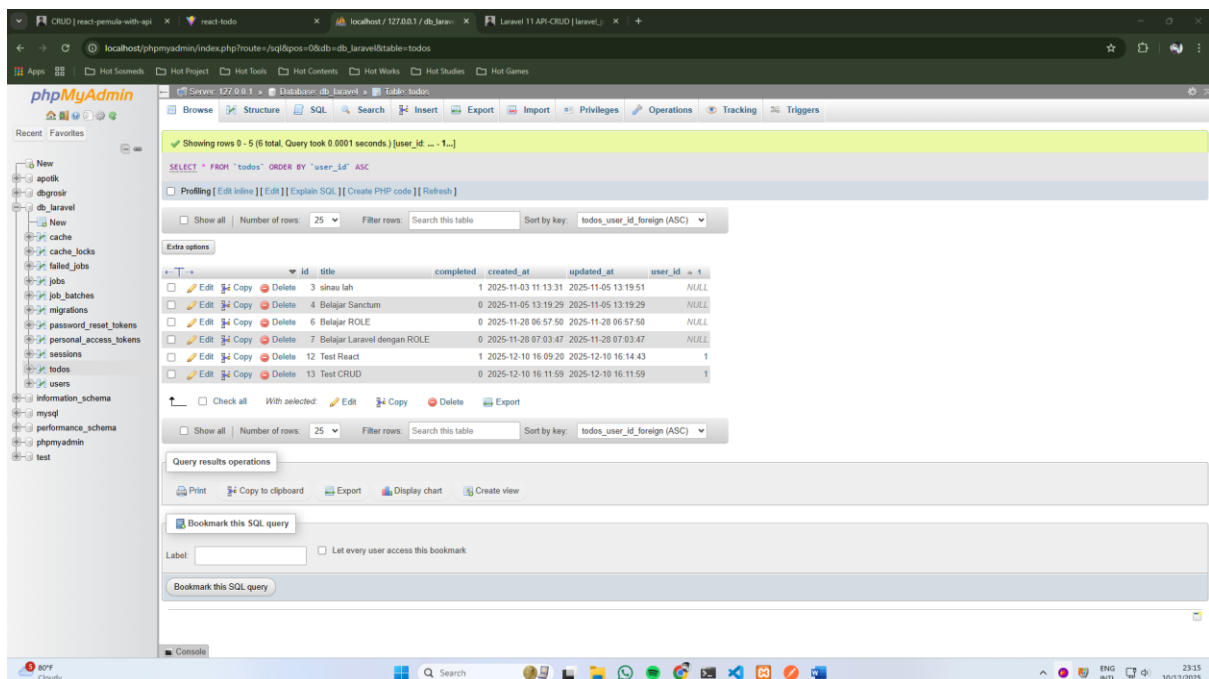 CRUD | react-pemula-with-api
react-todo
localhost / 127.0.0.1 / db_larave
Laravel 11 API-CRUD | laravel_p
localhost/phpmyadmin/index.php?route=/sql&pos=0&db=db_laravel&table=todos
Apps Hot Sosmeds Hot Project Hot Tools Hot Contents Hot Works Hot Studies Hot Games
phpMyAdmin
Recent Favorites
New
apotik
dbgrosir
db_laravel
New
cache
cache_locks
failed_jobs
jobs
job_batches
migrations
password_reset_tokens
personal_access_tokens
sessions
todos
users
information_schema
mysql
performance_schema
phpmyadmin
test
Server: 127.0.0.1 » Database: db_laravel » Table: todos
Browse Structure SQL Search Insert Export Import Privileges Operations Tracking Triggers
Showing rows 0 - 5 (6 total, Query took 0.0001 seconds.) [user_id: ... - 1...]
SELECT * FROM `todos` ORDER BY `user_id` ASC
Profiling [ Edit inline ] [ Edit ] [ Explain SQL ] [ Create PHP code ] [ Refresh ]
Show all Number of rows: 25 Filter rows: Search this table Sort by key: todos_user_id_foreign (ASC)
Extra options
id title completed created_at updated_at user_id 1
Edit Copy Delete 3 sinau lah 1 2025-11-03 11:13:31 2025-11-05 13:19:51 NULL
Edit Copy Delete 4 Belajar Sanctum 0 2025-11-05 13:19:29 2025-11-05 13:19:29 NULL
Edit Copy Delete 6 Belajar ROLE 0 2025-11-28 06:57:50 2025-11-28 06:57:50 NULL
Edit Copy Delete 7 Belajar Laravel dengan ROLE 0 2025-11-28 07:03:47 2025-11-28 07:03:47 NULL
Edit Copy Delete 12 Test React 1 2025-12-10 16:09:20 2025-12-10 16:14:43 1
Edit Copy Delete 13 Test CRUD 0 2025-12-10 16:11:59 2025-12-10 16:11:59 1
Check all With selected: Edit Copy Delete Export
Show all Number of rows: 25 Filter rows: Search this table Sort by key: todos_user_id_foreign (ASC)
Query results operations
Print Copy to clipboard Export Display chart Create view
Bookmark this SQL query
Label: Let every user access this bookmark
Bookmark this SQL query
Console
5
80°F
Cloudy
Search
ENG
INTL
23:15
10/12/2025